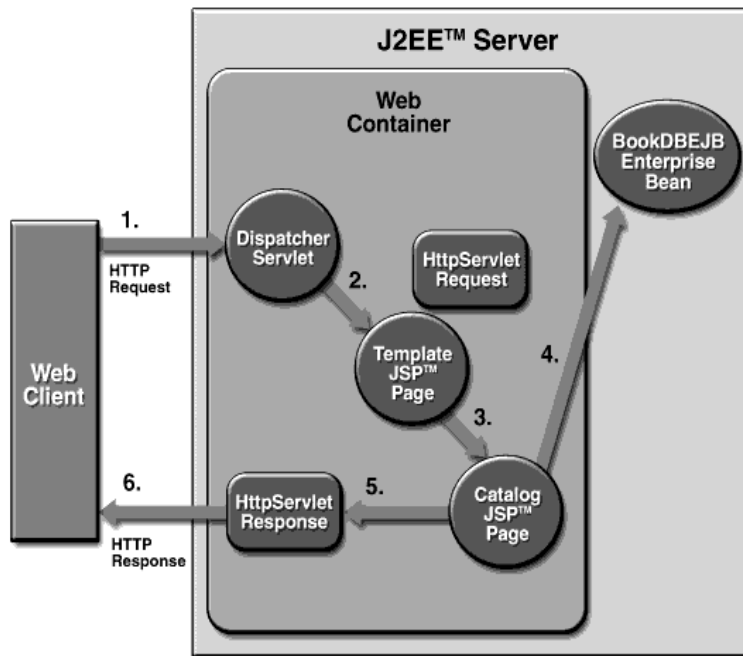 J2EE™ Server
Web
Container
BookDBEJB
Enterprise
Bean
1.
Dispatcher
Servlet
HTTP
Request
2.
HttpServlet
Request
Template
JSP™
Page
4.
Web
Client
3.
6.
HttpServlet
Response
5.
Catalog
JSP™
Page
HTTP
Response